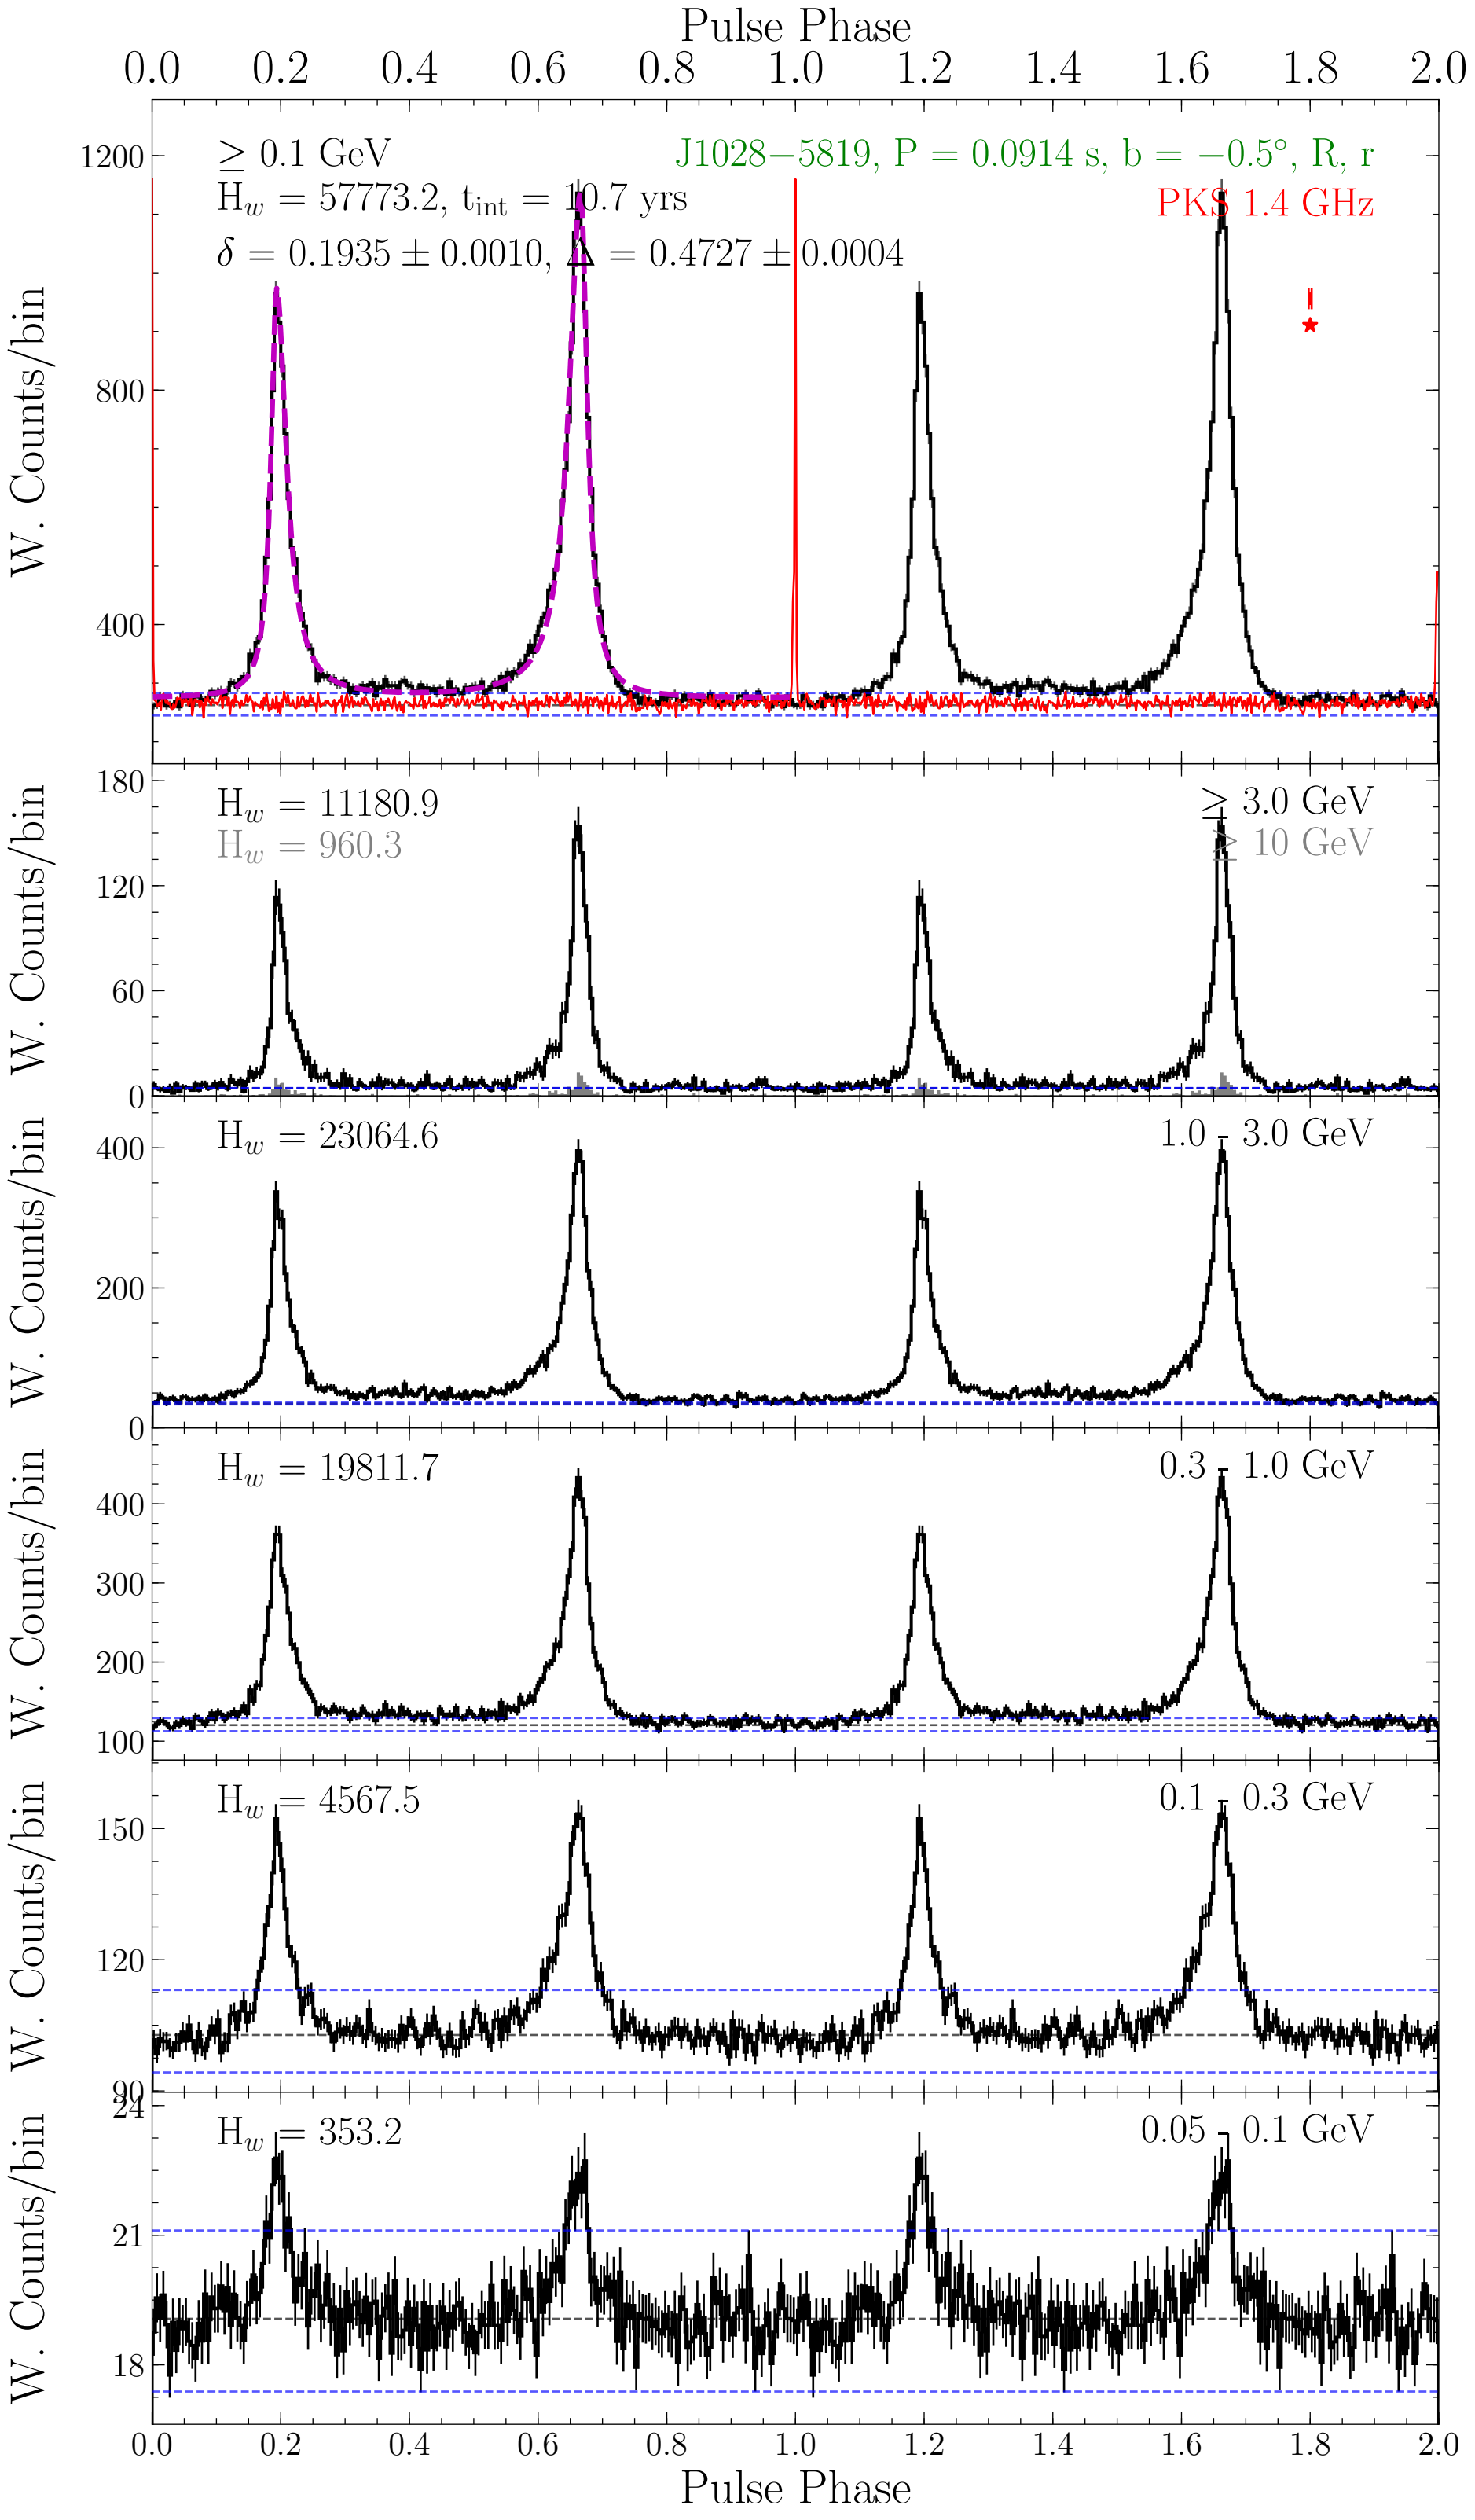 Pulse Phase
0.0 0.2 0.4 0.6 0.8 1.0 1.2 1.4 1.6 1.8 2.0
W. Counts/bin
1200
800
400
≥ 0.1 GeV
H_w = 57773.2, t_int = 10.7 yrs
δ = 0.1935 ± 0.0010, Δ = 0.4727 ± 0.0004
J1028−5819, P = 0.0914 s, b = −0.5°, R, r
PKS 1.4 GHz
W. Counts/bin
180
120
60
0
H_w = 11180.9
H_w = 960.3
≥ 3.0 GeV
≥ 10 GeV
W. Counts/bin
400
200
0
H_w = 23064.6
1.0 - 3.0 GeV
W. Counts/bin
400
300
200
100
H_w = 19811.7
0.3 - 1.0 GeV
W. Counts/bin
150
120
90
H_w = 4567.5
0.1 - 0.3 GeV
W. Counts/bin
24
21
18
H_w = 353.2
0.05 - 0.1 GeV
0.0 0.2 0.4 0.6 0.8 1.0 1.2 1.4 1.6 1.8 2.0
Pulse Phase